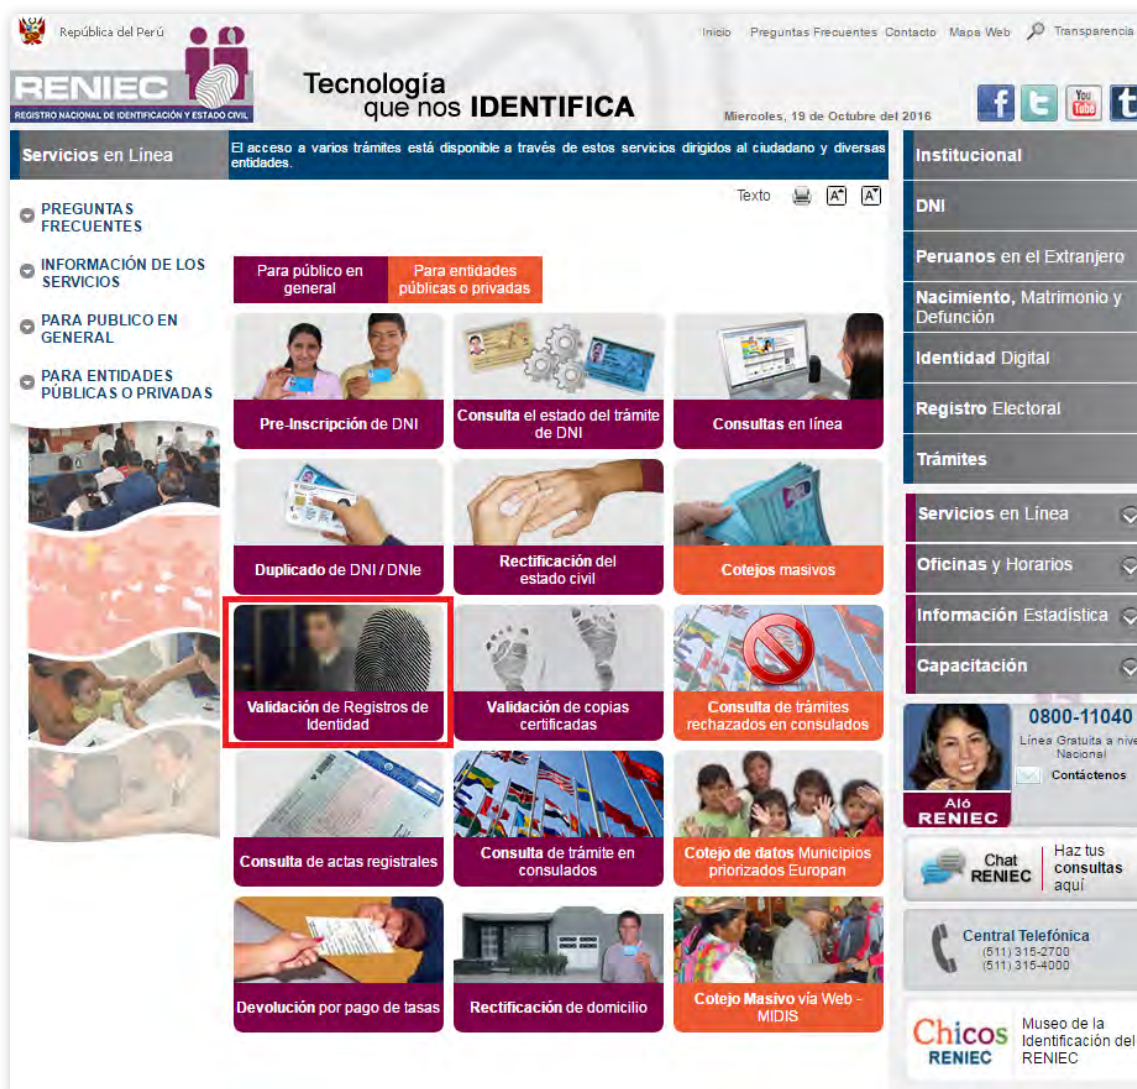 República del Perú
Inicio Preguntas Frecuentes Contacto Mapa Web Transparencia
RENIEC
REGISTRO NACIONAL DE IDENTIFICACIÓN Y ESTADO CIVIL
Tecnología
que nos IDENTIFICA
Miercoles, 19 de Octubre del 2016
f t You Tube t
Servicios en Línea
El acceso a varios trámites está disponible a través de estos servicios dirigidos al ciudadano y diversas
entidades.
Texto A A
PREGUNTAS
FRECUENTES
INFORMACIÓN DE LOS
SERVICIOS
PARA PUBLICO EN
GENERAL
PARA ENTIDADES
PÚBLICAS O PRIVADAS
Para público en
general
Para entidades
públicas o privadas
Pre-Inscripción de DNI
Consulta el estado del trámite
de DNI
Consultas en línea
Duplicado de DNI / DNIe
Rectificación del
estado civil
Cotejos masivos
Validación de Registros de
Identidad
Validación de copias
certificadas
Consulta de trámites
rechazados en consulados
Consulta de actas registrales
Consulta de trámite en
consulados
Cotejo de datos Municipios
priorizados Europan
Devolución por pago de tasas
Rectificación de domicilio
Cotejo Masivo vía Web -
MIDIS
Institucional
DNI
Peruanos en el Extranjero
Nacimiento, Matrimonio y
Defunción
Identidad Digital
Registro Electoral
Trámites
Servicios en Línea
Oficinas y Horarios
Información Estadística
Capacitación
0800-11040
Línea Gratuita a nive
Nacional
Contáctenos
Aló
RENIEC
Chat
RENIEC
Haz tus
consultas
aquí
Central Telefónica
(511) 315-2700
(511) 315-4000
Chicos
RENIEC
Museo de la
Identificación del
RENIEC